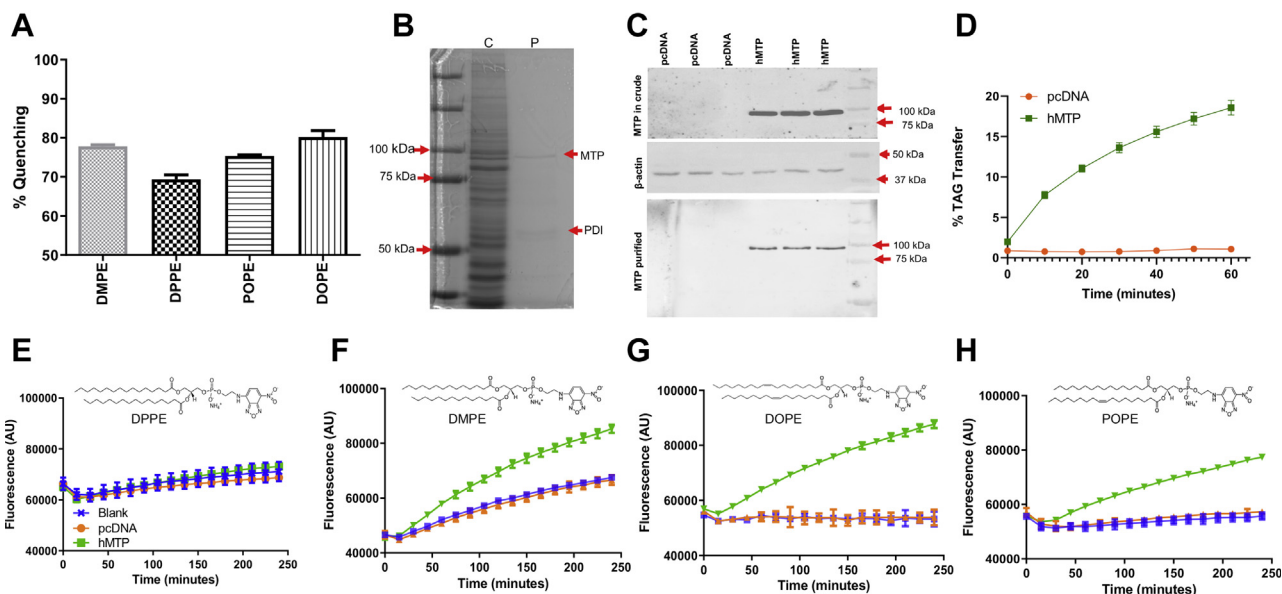 A
% Quenching
100
90
80
70
60
50
DMPE
DPPE
POPE
DOPE
B
C P
100 kDa
75 kDa
50 kDa
MTP
PDI
C
pcDNA
pcDNA
pcDNA
hMTP
hMTP
hMTP
MTP in crude
100 kDa
75 kDa
β-actin
50 kDa
37 kDa
MTP purified
100 kDa
75 kDa
D
% TAG Transfer
20
15
10
5
0
pcDNA
hMTP
0 20 40 60
Time (minutes)
E
Fluorescence (AU)
100000
80000
60000
40000
DPPE
Blank
pcDNA
hMTP
0 50 100 150 200 250
Time (minutes)
F
Fluorescence (AU)
100000
80000
60000
40000
DMPE
0 50 100 150 200 250
Time (minutes)
G
Fluorescence (AU)
100000
80000
60000
40000
DOPE
0 50 100 150 200 250
Time (minutes)
H
Fluorescence (AU)
100000
80000
60000
40000
POPE
0 50 100 150 200 250
Time (minutes)